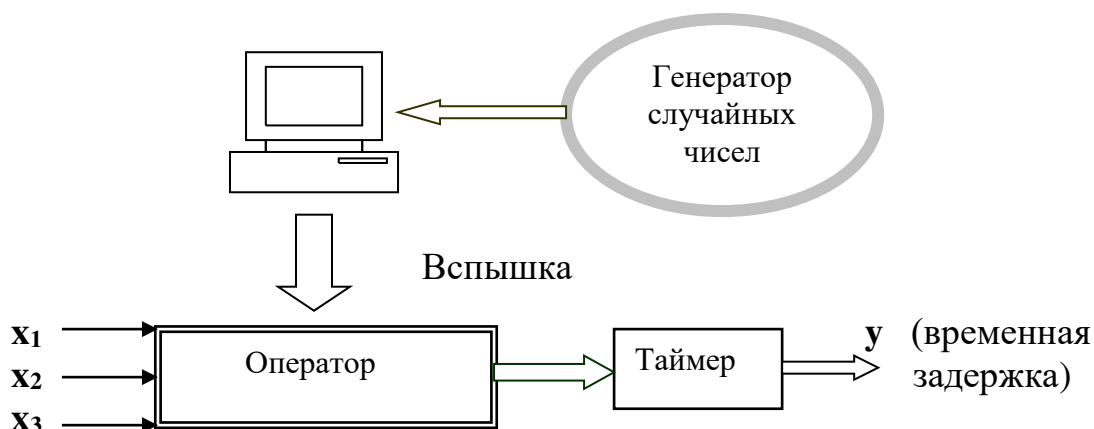 Генератор
случайных
чисел
Вспышка
x1
x2
x3
Оператор
Таймер
y (временная
задержка)